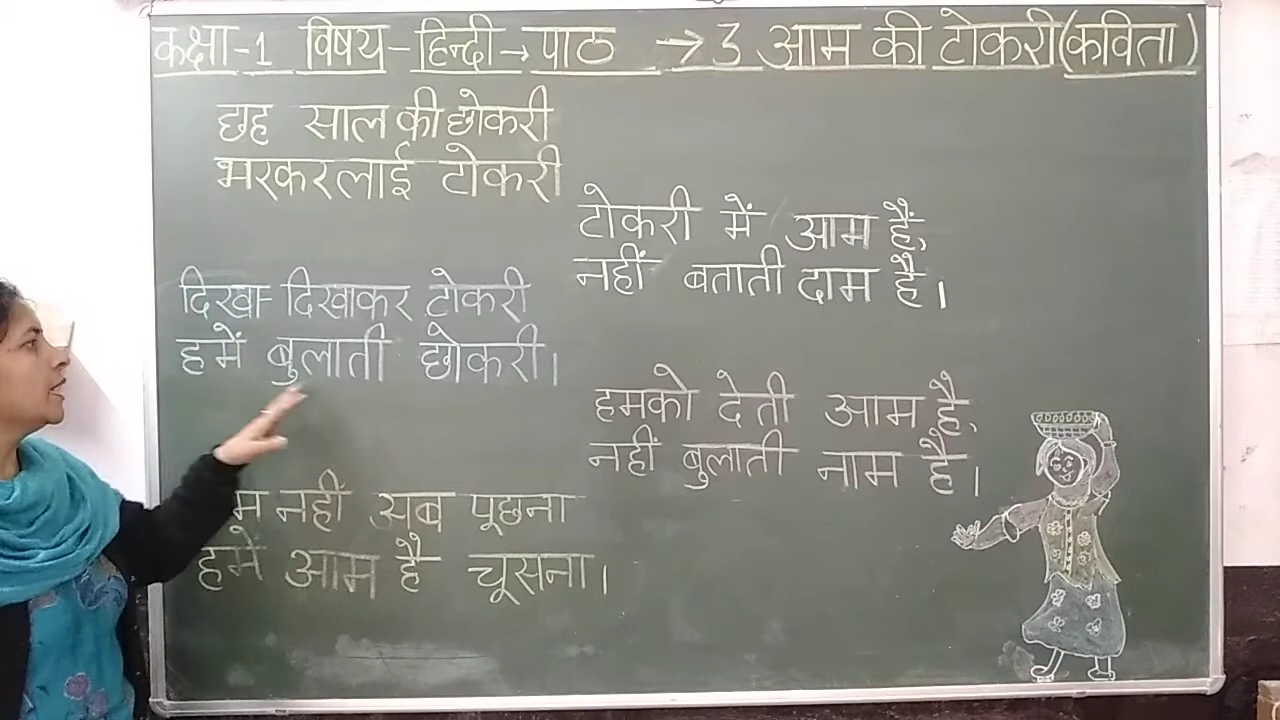 कक्षा-1 विषय-हिन्दी→पाठ →3 आम की टोकरी(कविता)
छह साल की छोकरी
भरकर लाई टोकरी
टोकरी में आम हैं,
नहीं बताती दाम है।
दिखा-दिखाकर टोकरी
हमें बुलाती छोकरी।
हमको देती आम है,
नहीं बुलाती नाम है।
नहीं अब पूछना
हमें आम है चूसना।